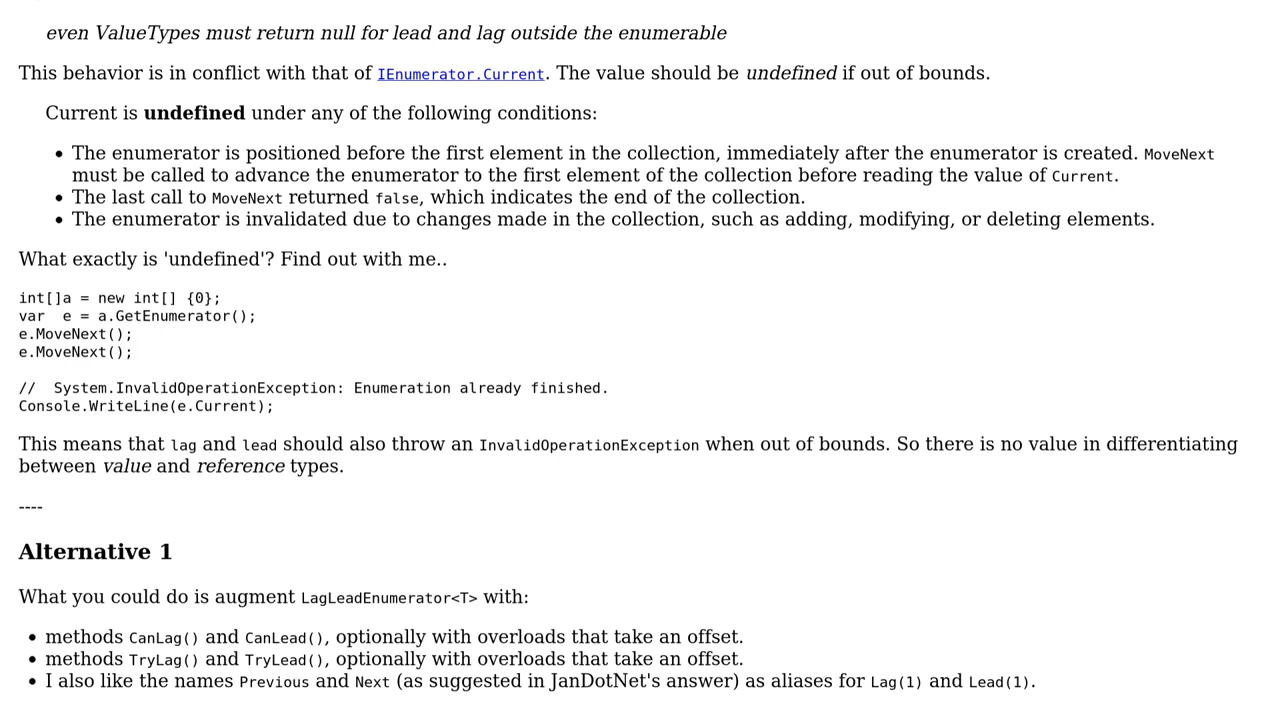 even ValueTypes must return null for lead and lag outside the enumerable
This behavior is in conflict with that of IEnumerator.Current. The value should be undefined if out of bounds.
Current is undefined under any of the following conditions:
• The enumerator is positioned before the first element in the collection, immediately after the enumerator is created. MoveNext
must be called to advance the enumerator to the first element of the collection before reading the value of Current.
• The last call to MoveNext returned false, which indicates the end of the collection.
• The enumerator is invalidated due to changes made in the collection, such as adding, modifying, or deleting elements.
What exactly is 'undefined'? Find out with me..
int[]a = new int[] {0};
var  e = a.GetEnumerator();
e.MoveNext();
e.MoveNext();
//  System.InvalidOperationException: Enumeration already finished.
Console.WriteLine(e.Current);
This means that lag and lead should also throw an InvalidOperationException when out of bounds. So there is no value in differentiating
between value and reference types.
----
Alternative 1
What you could do is augment LagLeadEnumerator<T> with:
• methods CanLag() and CanLead(), optionally with overloads that take an offset.
• methods TryLag() and TryLead(), optionally with overloads that take an offset.
• I also like the names Previous and Next (as suggested in JanDotNet's answer) as aliases for Lag(1) and Lead(1).